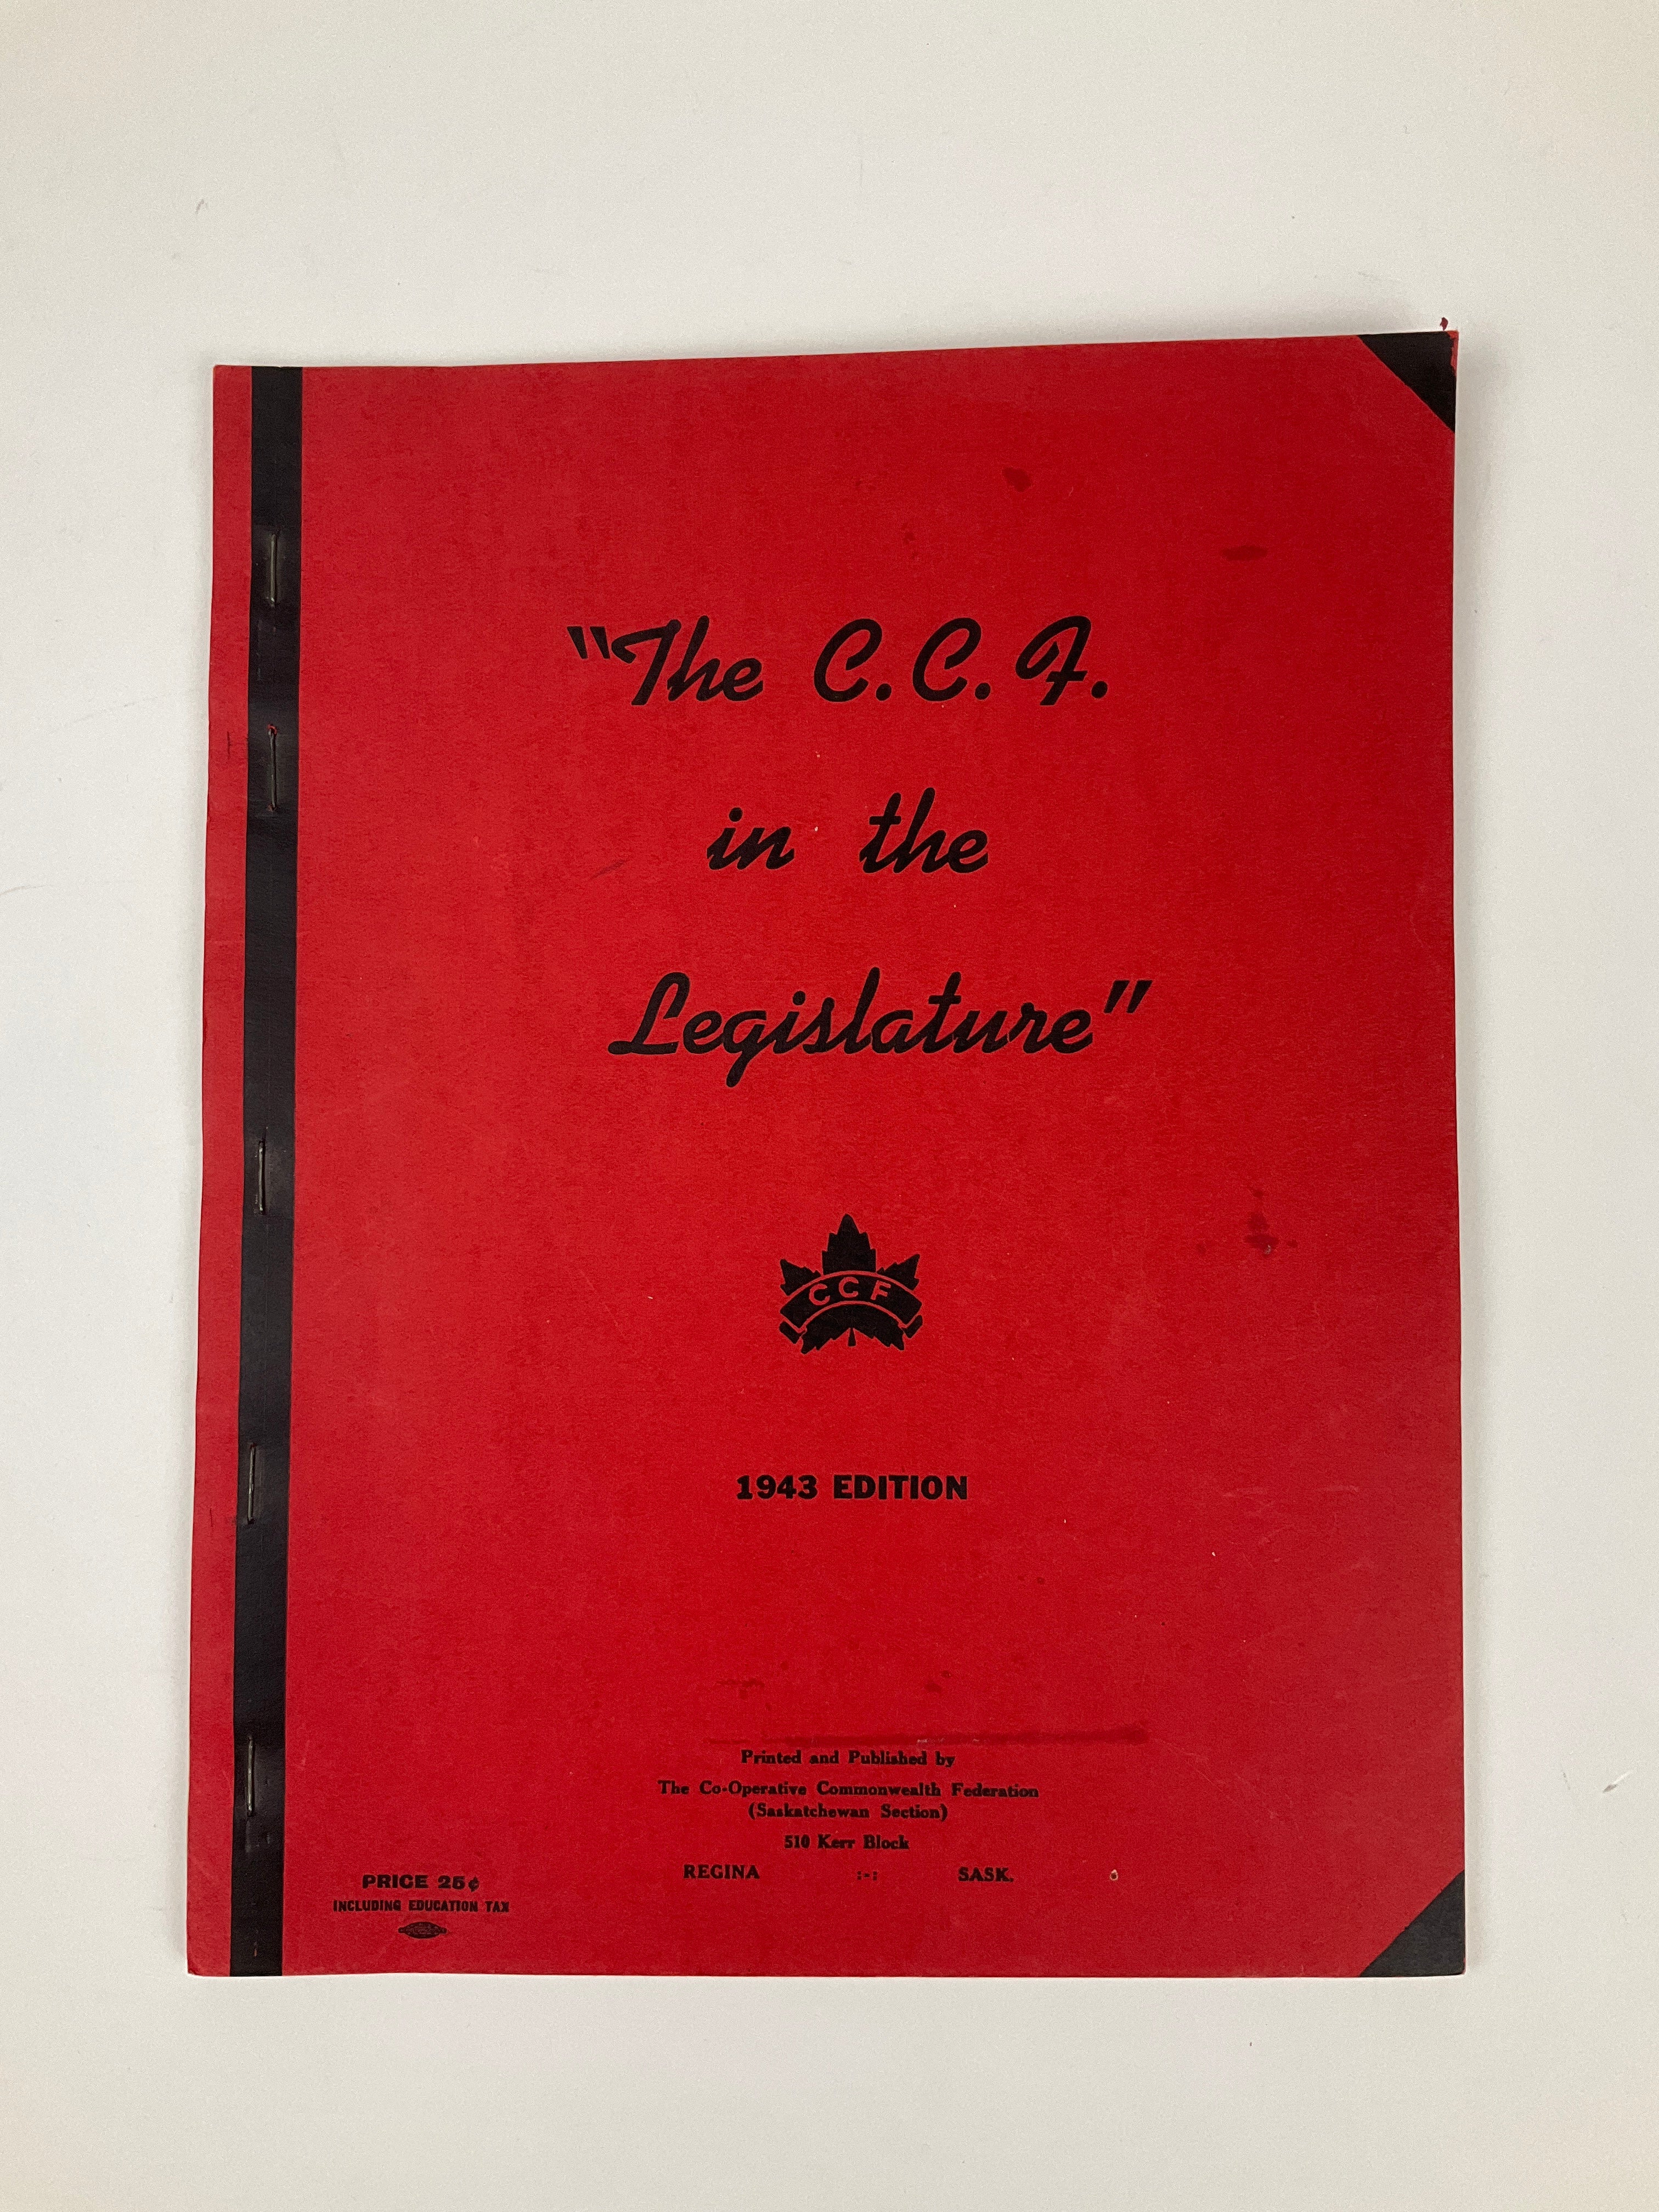 "The C.C.F.
in the
Legislature"
CCF
1943 EDITION
Printed and Published by
The Co-Operative Commonwealth Federation
(Saskatchewan Section)
510 Kerr Block
REGINA :-: SASK.
PRICE 25¢
INCLUDING EDUCATION TAX